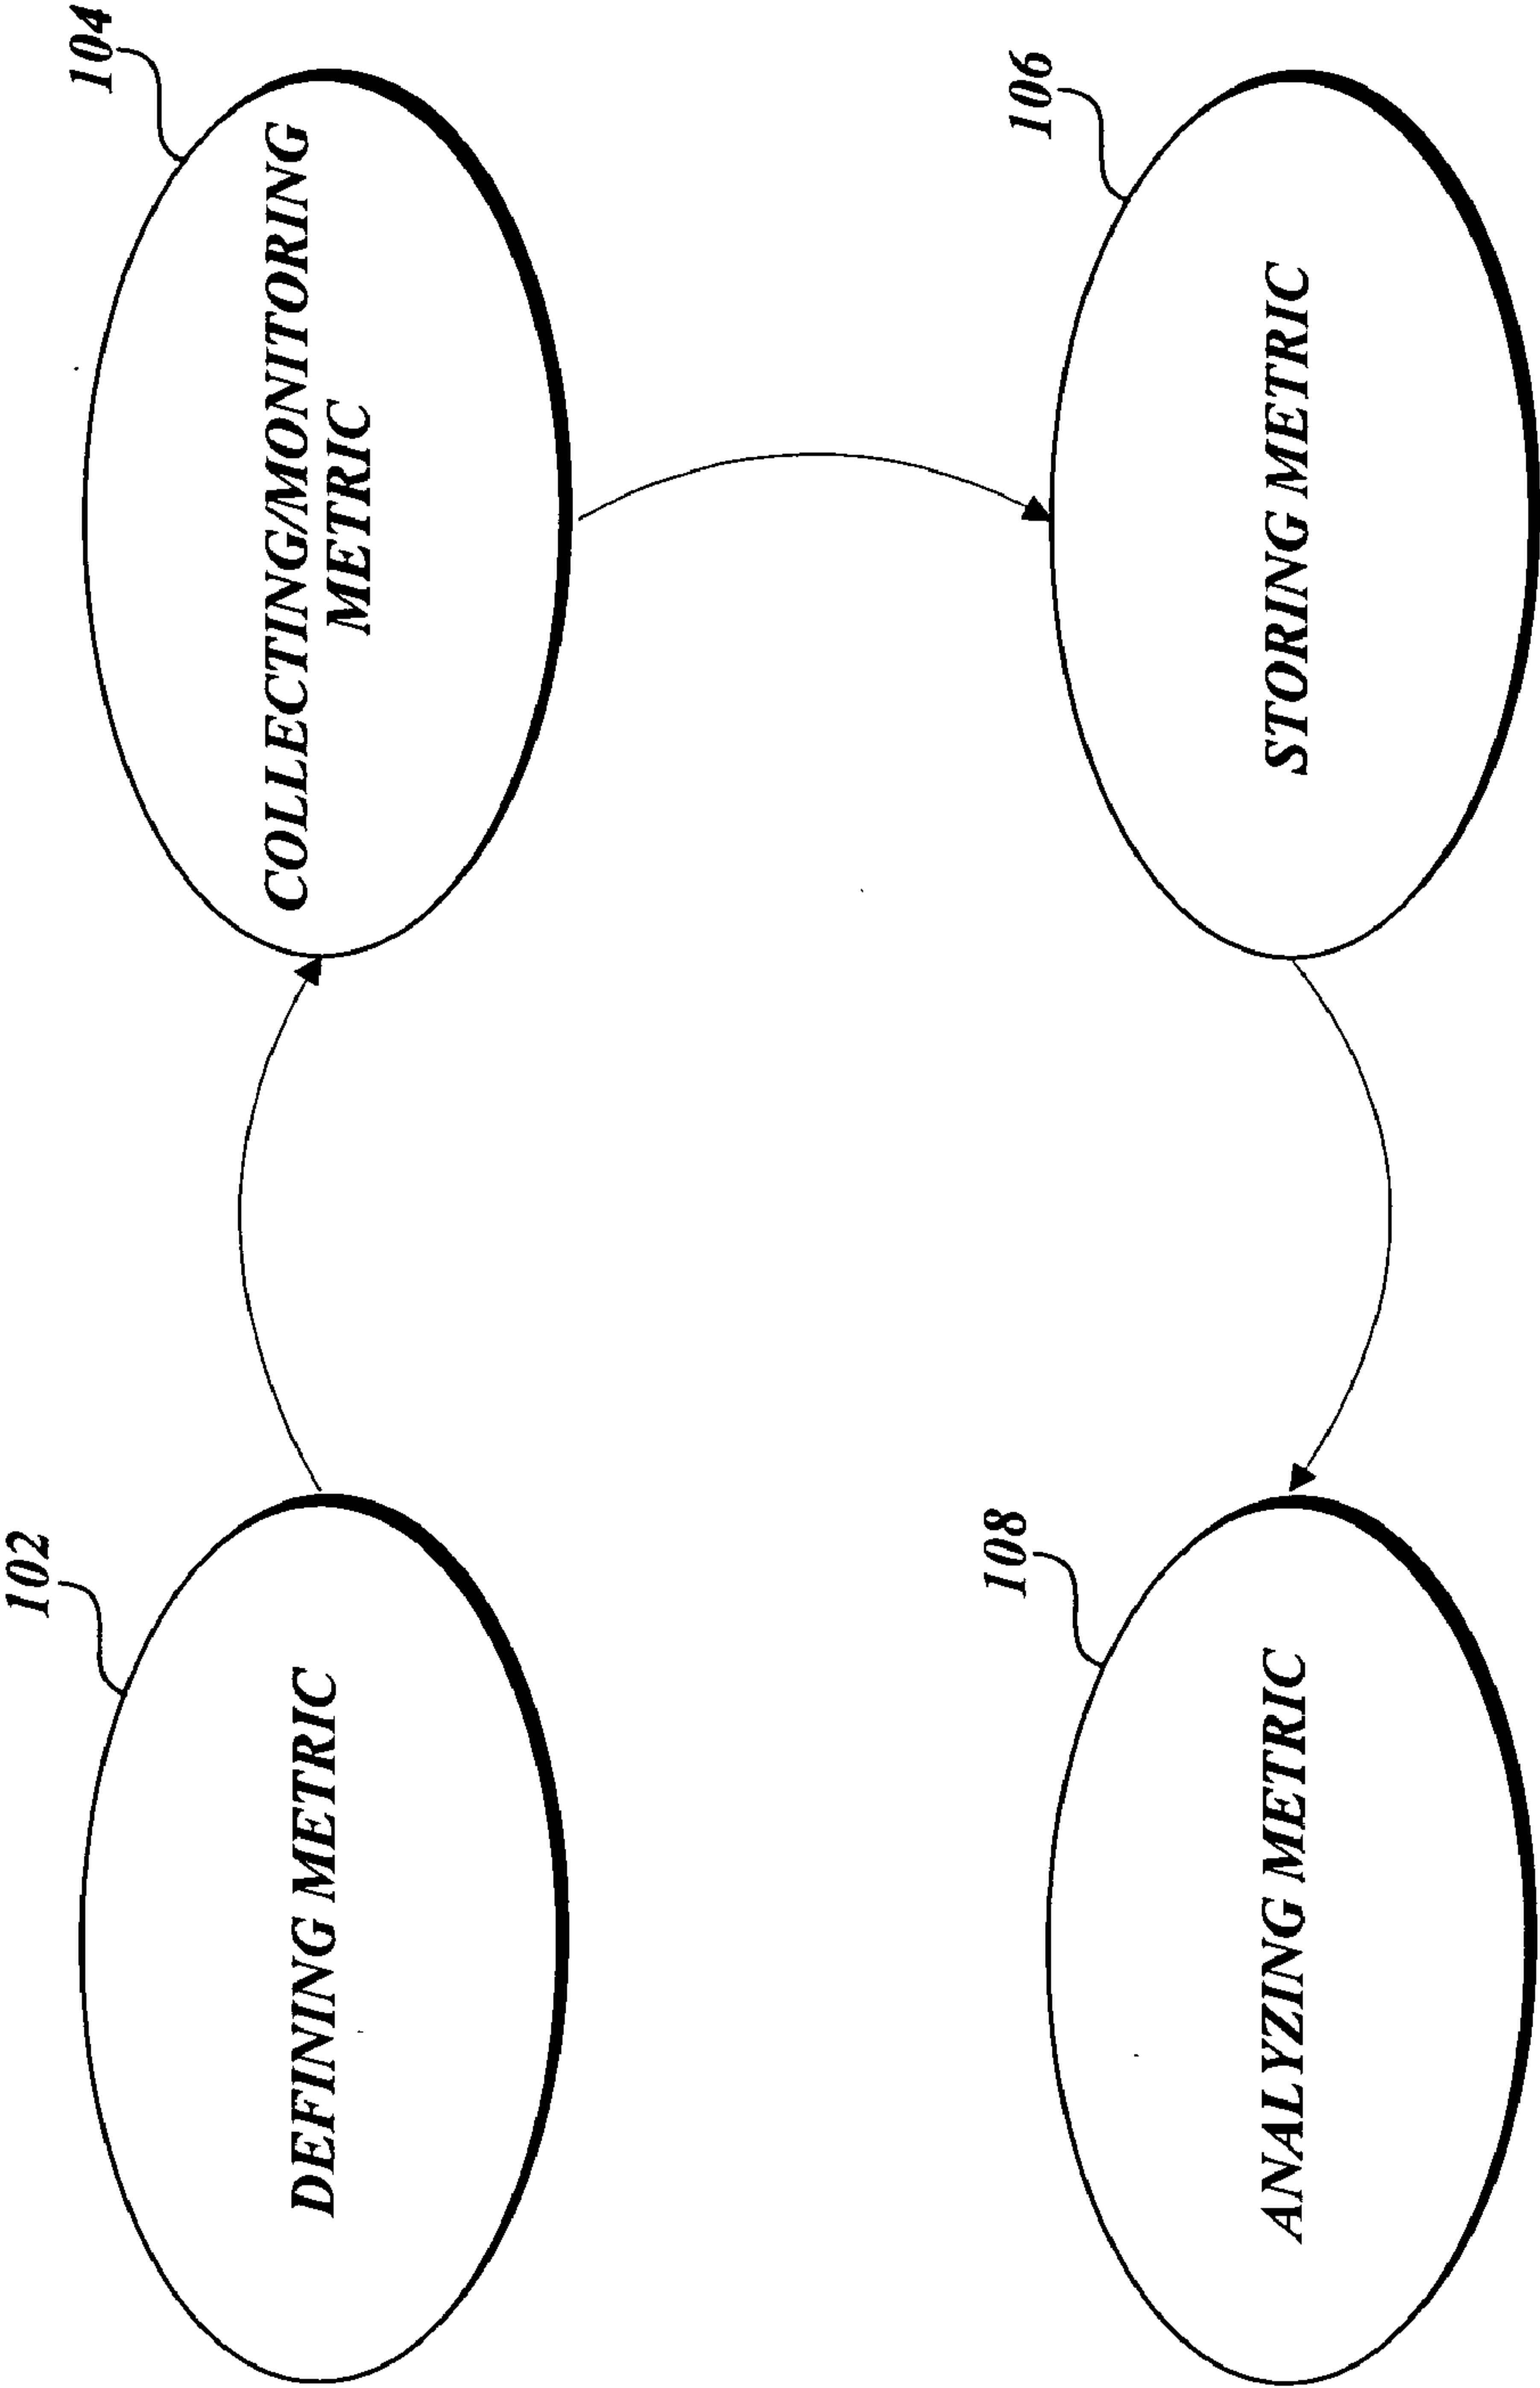 102
DEFINING METRIC
104
COLLECTING/MONITORING
METRIC
108
ANALYZING METRIC
106
STORING METRIC